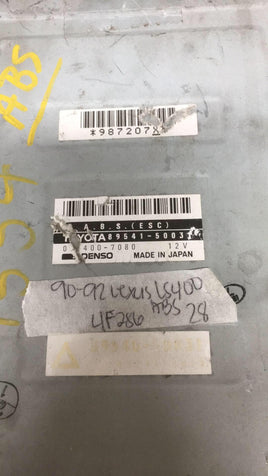 ABS
*987207
A.B.S.(ESC)
TOYOTA 89541-5003
400-7080 12V
DENSO MADE IN JAPAN
90-92 Lexus LS400
ABS
4F286 28